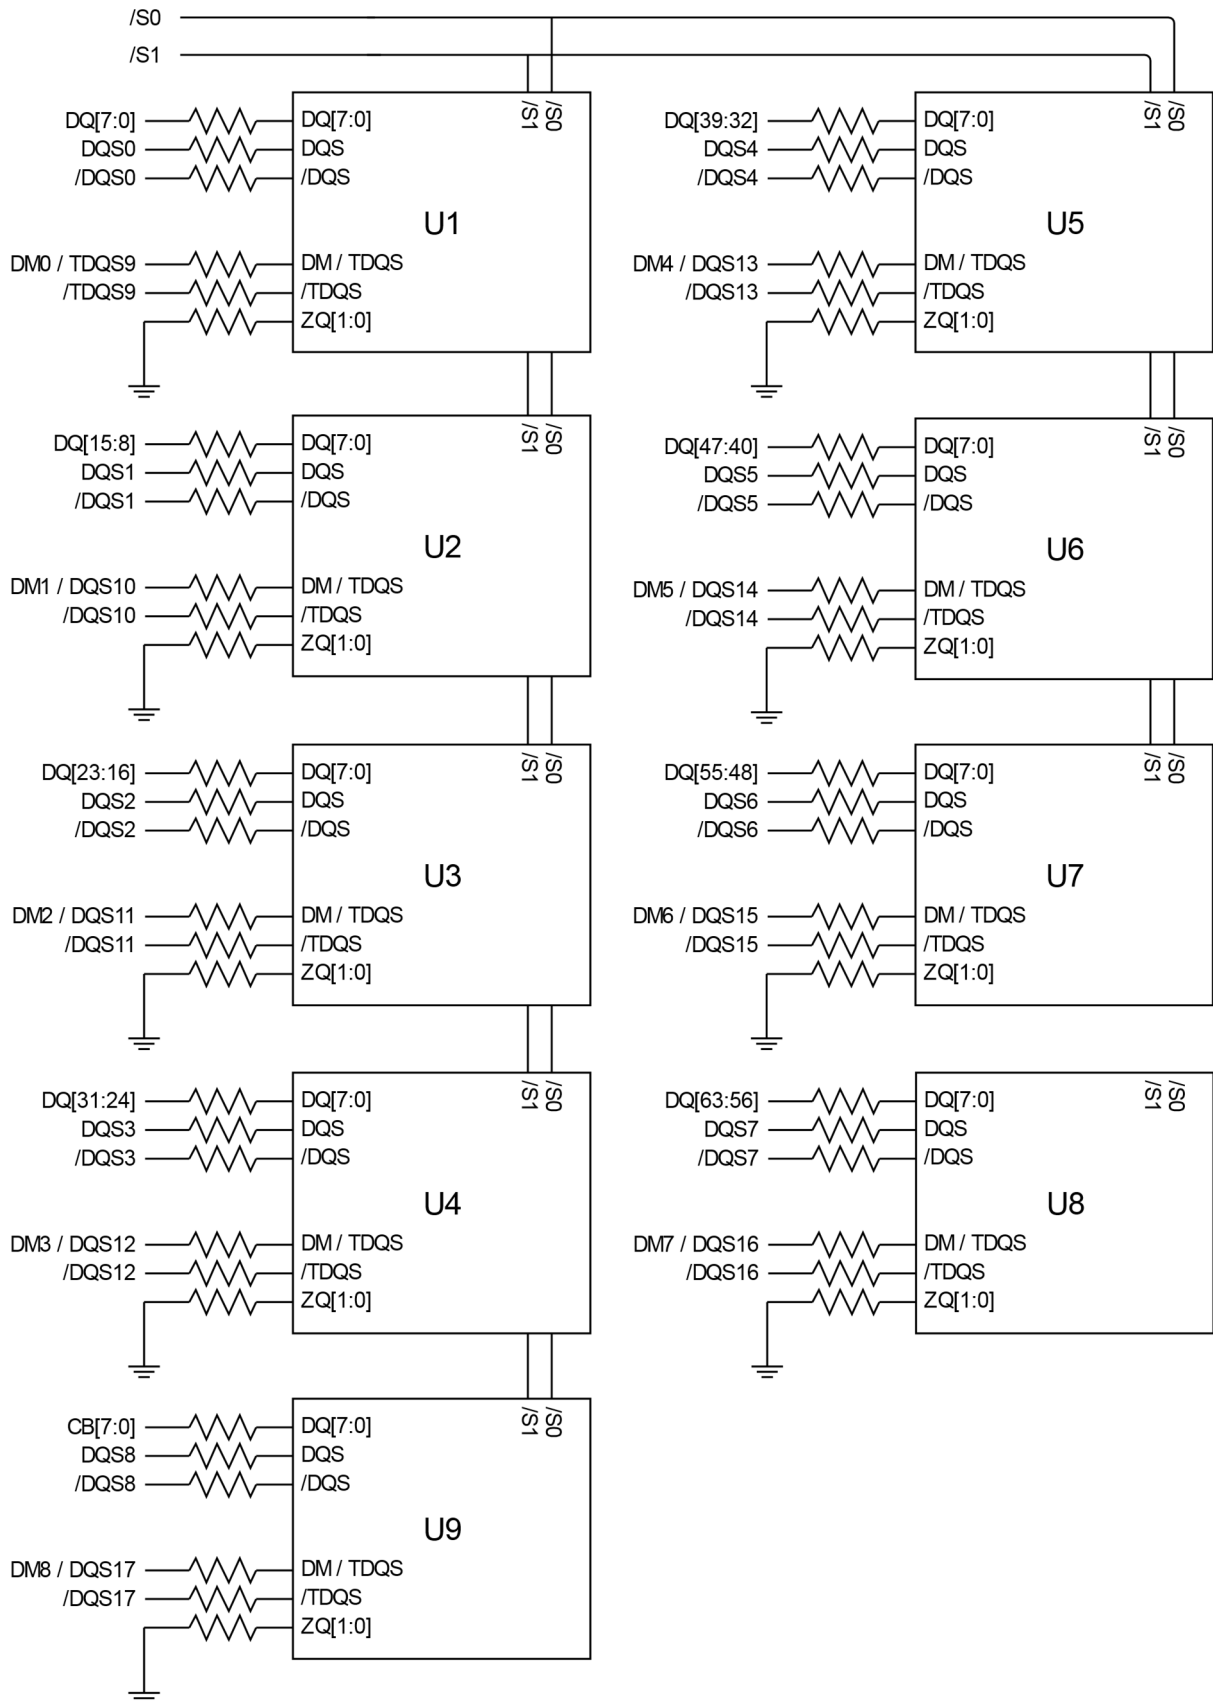 /S0
/S1
/S1
/S0
DQ[7:0]
DQS0
/DQS0
DQ[7:0]
DQS
/DQS
U1
DM0 / TDQS9
/TDQS9
DM / TDQS
/TDQS
ZQ[1:0]
/S1
/S0
DQ[39:32]
DQS4
/DQS4
DQ[7:0]
DQS
/DQS
U5
DM4 / DQS13
/DQS13
DM / TDQS
/TDQS
ZQ[1:0]
/S1
/S0
DQ[15:8]
DQS1
/DQS1
DQ[7:0]
DQS
/DQS
U2
DM1 / DQS10
/DQS10
DM / TDQS
/TDQS
ZQ[1:0]
/S1
/S0
DQ[47:40]
DQS5
/DQS5
DQ[7:0]
DQS
/DQS
U6
DM5 / DQS14
/DQS14
DM / TDQS
/TDQS
ZQ[1:0]
/S1
/S0
DQ[23:16]
DQS2
/DQS2
DQ[7:0]
DQS
/DQS
U3
DM2 / DQS11
/DQS11
DM / TDQS
/TDQS
ZQ[1:0]
/S1
/S0
DQ[55:48]
DQS6
/DQS6
DQ[7:0]
DQS
/DQS
U7
DM6 / DQS15
/DQS15
DM / TDQS
/TDQS
ZQ[1:0]
/S1
/S0
DQ[31:24]
DQS3
/DQS3
DQ[7:0]
DQS
/DQS
U4
DM3 / DQS12
/DQS12
DM / TDQS
/TDQS
ZQ[1:0]
/S1
/S0
DQ[63:56]
DQS7
/DQS7
DQ[7:0]
DQS
/DQS
U8
DM7 / DQS16
/DQS16
DM / TDQS
/TDQS
ZQ[1:0]
/S1
/S0
CB[7:0]
DQS8
/DQS8
DQ[7:0]
DQS
/DQS
U9
DM8 / DQS17
/DQS17
DM / TDQS
/TDQS
ZQ[1:0]